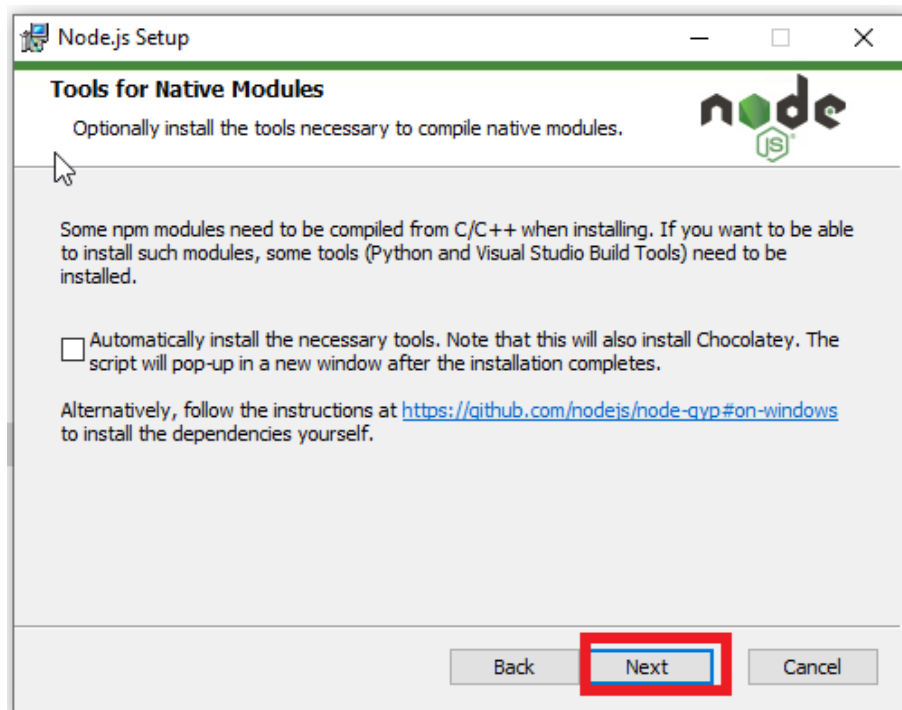 Node.js Setup
Tools for Native Modules
Optionally install the tools necessary to compile native modules.
node
JS
Some npm modules need to be compiled from C/C++ when installing. If you want to be able
to install such modules, some tools (Python and Visual Studio Build Tools) need to be
installed.
Automatically install the necessary tools. Note that this will also install Chocolatey. The
script will pop-up in a new window after the installation completes.
Alternatively, follow the instructions at https://github.com/nodejs/node-gyp#on-windows
to install the dependencies yourself.
Back Next Cancel